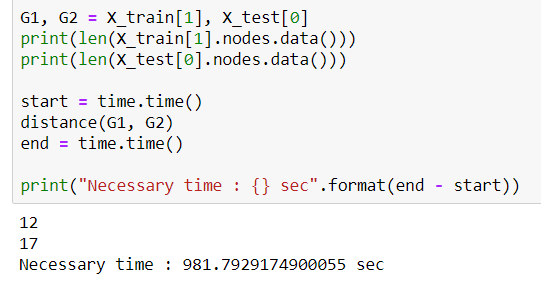 G1, G2 = X_train[1], X_test[0]
print(len(X_train[1].nodes.data()))
print(len(X_test[0].nodes.data()))
start = time.time()
distance(G1, G2)
end = time.time()
print("Necessary time : {} sec".format(end - start))
12
17
Necessary time : 981.7929174900055 sec